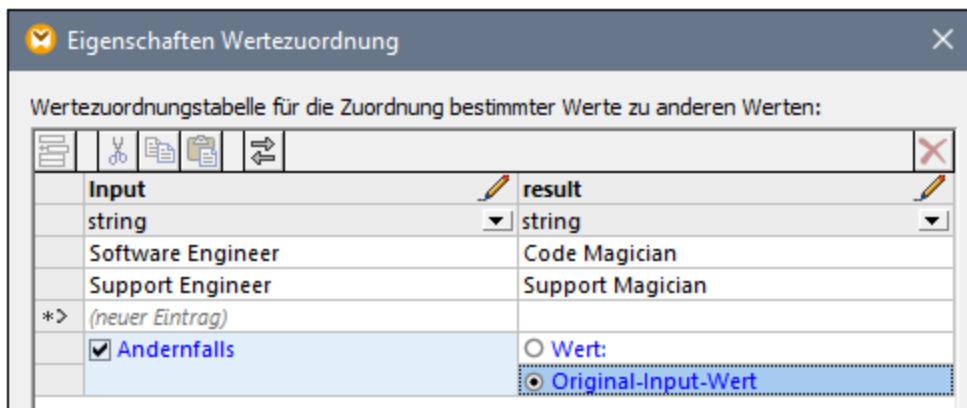 Eigenschaften Wertezuordnung
Wertezuordnungstabelle für die Zuordnung bestimmter Werte zu anderen Werten:
Input result
string string
Software Engineer Code Magician
Support Engineer Support Magician
(neuer Eintrag)
Andernfalls Wert:
Original-Input-Wert